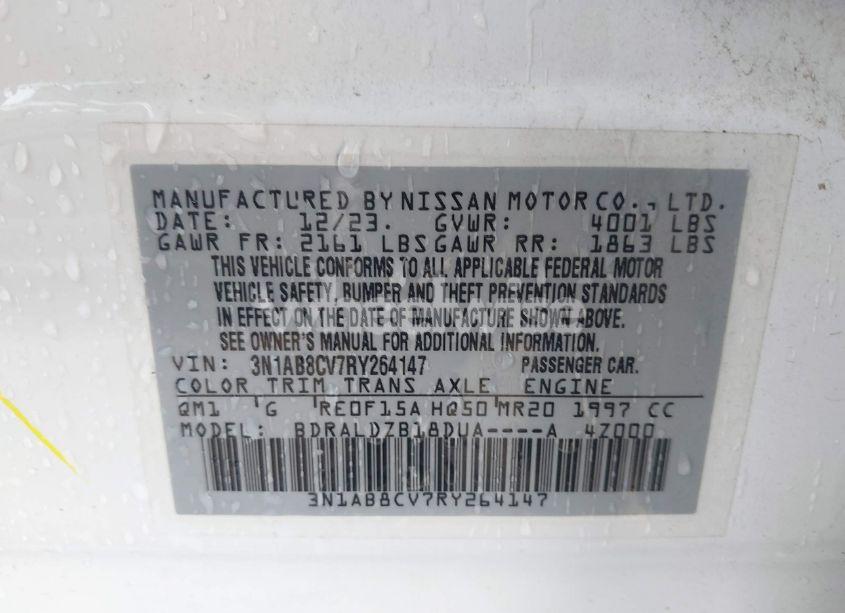 MANUFACTURED BY NISSAN MOTOR CO., LTD.
DATE: 12/23. GVWR: 4001 LBS
GAWR FR: 2161 LBS GAWR RR: 1863 LBS
THIS VEHICLE CONFORMS TO ALL APPLICABLE FEDERAL MOTOR
VEHICLE SAFETY, BUMPER AND THEFT PREVENTION STANDARDS
IN EFFECT ON THE DATE OF MANUFACTURE SHOWN ABOVE.
SEE OWNER'S MANUAL FOR ADDITIONAL INFORMATION.
VIN: 3N1AB8CV7RY264147 PASSENGER CAR.
COLOR TRIM TRANS AXLE ENGINE
QM1 G RE0F15A HQ50 MR20 1997 CC
MODEL: BDRALDZB18DUA----A 4Z000
3N1AB8CV7RY264147